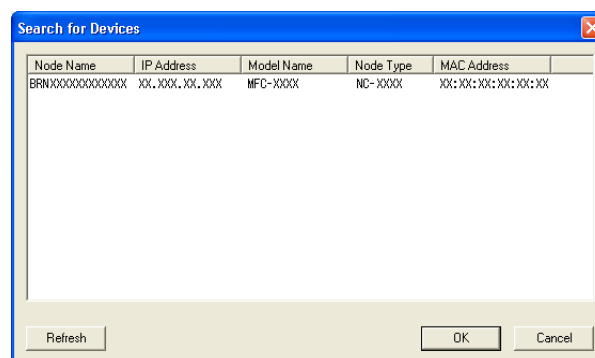 Search for Devices
Node Name IP Address Model Name Node Type MAC Address
BRNXXXXXXXXXXXX XX.XXX.XX.XXX MFC-XXXX NC-XXXX XX:XX:XX:XX:XX:XX
Refresh OK Cancel